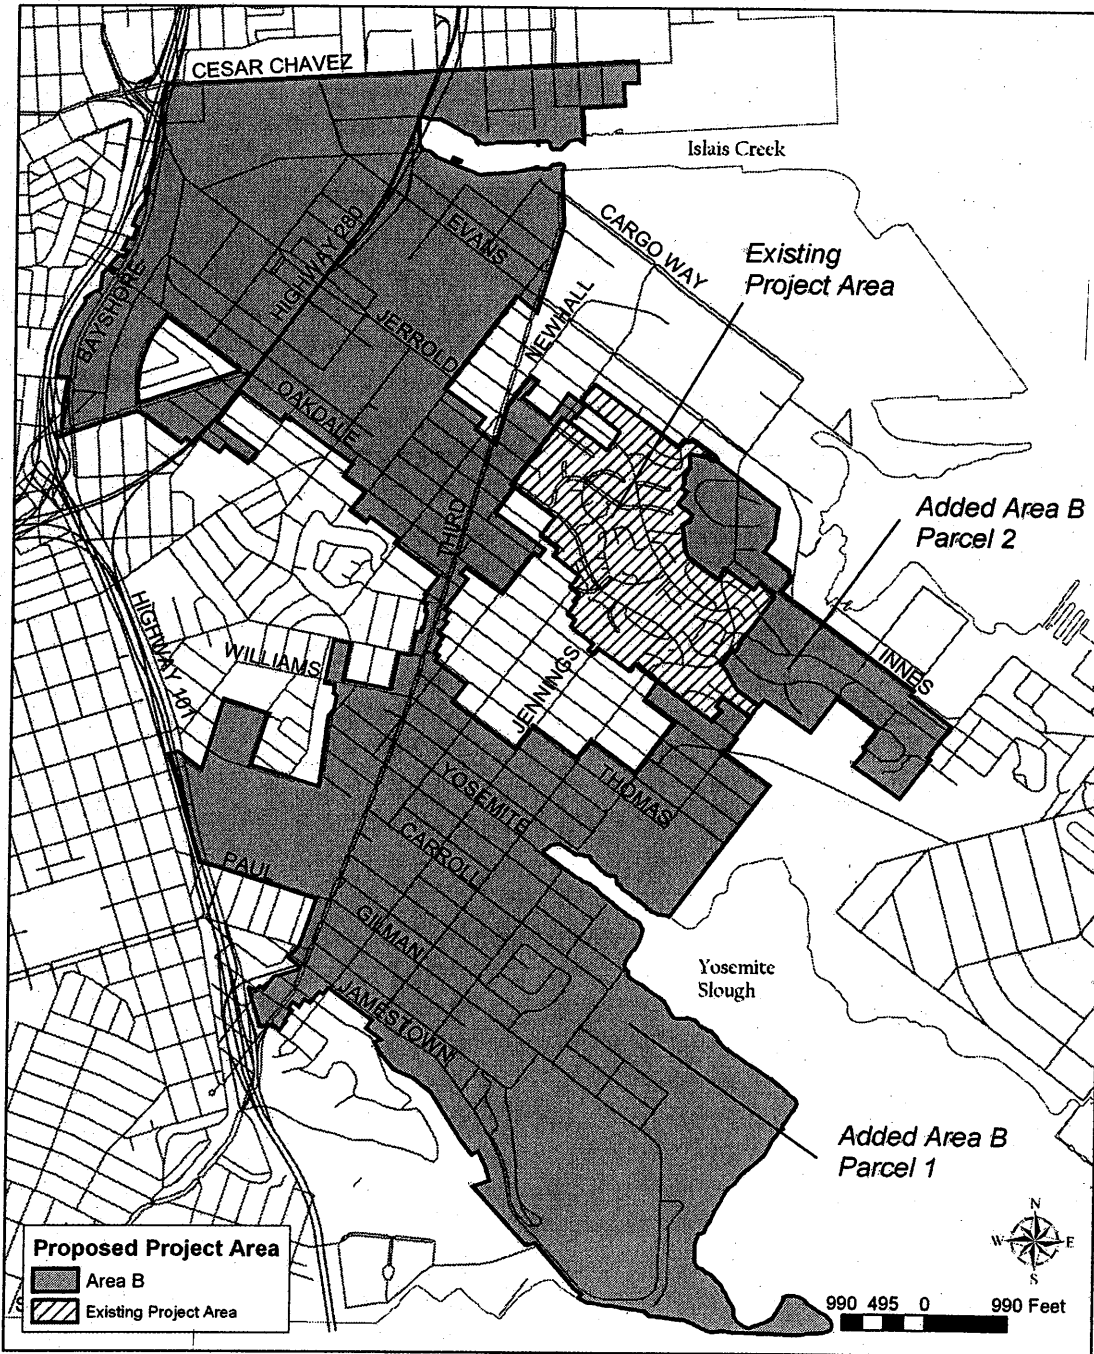 CESAR CHAVEZ
Islais Creek
CARGO WAY
EVANS
HIGHWAY 280
Existing
Project Area
BAYSHORE
NEWHALL
JERROLD
OAKDALE
THIRD
Added Area B
Parcel 2
HIGHWAY 101
WILLIAMS
JENNINGS
INNES
YOSEMITE
THOMAS
CARROLL
PAUL
GILMAN
Yosemite
Slough
JAMESTOWN
Added Area B
Parcel 1
N
W E
S
Proposed Project Area
Area B
Existing Project Area
990 495 0 990 Feet